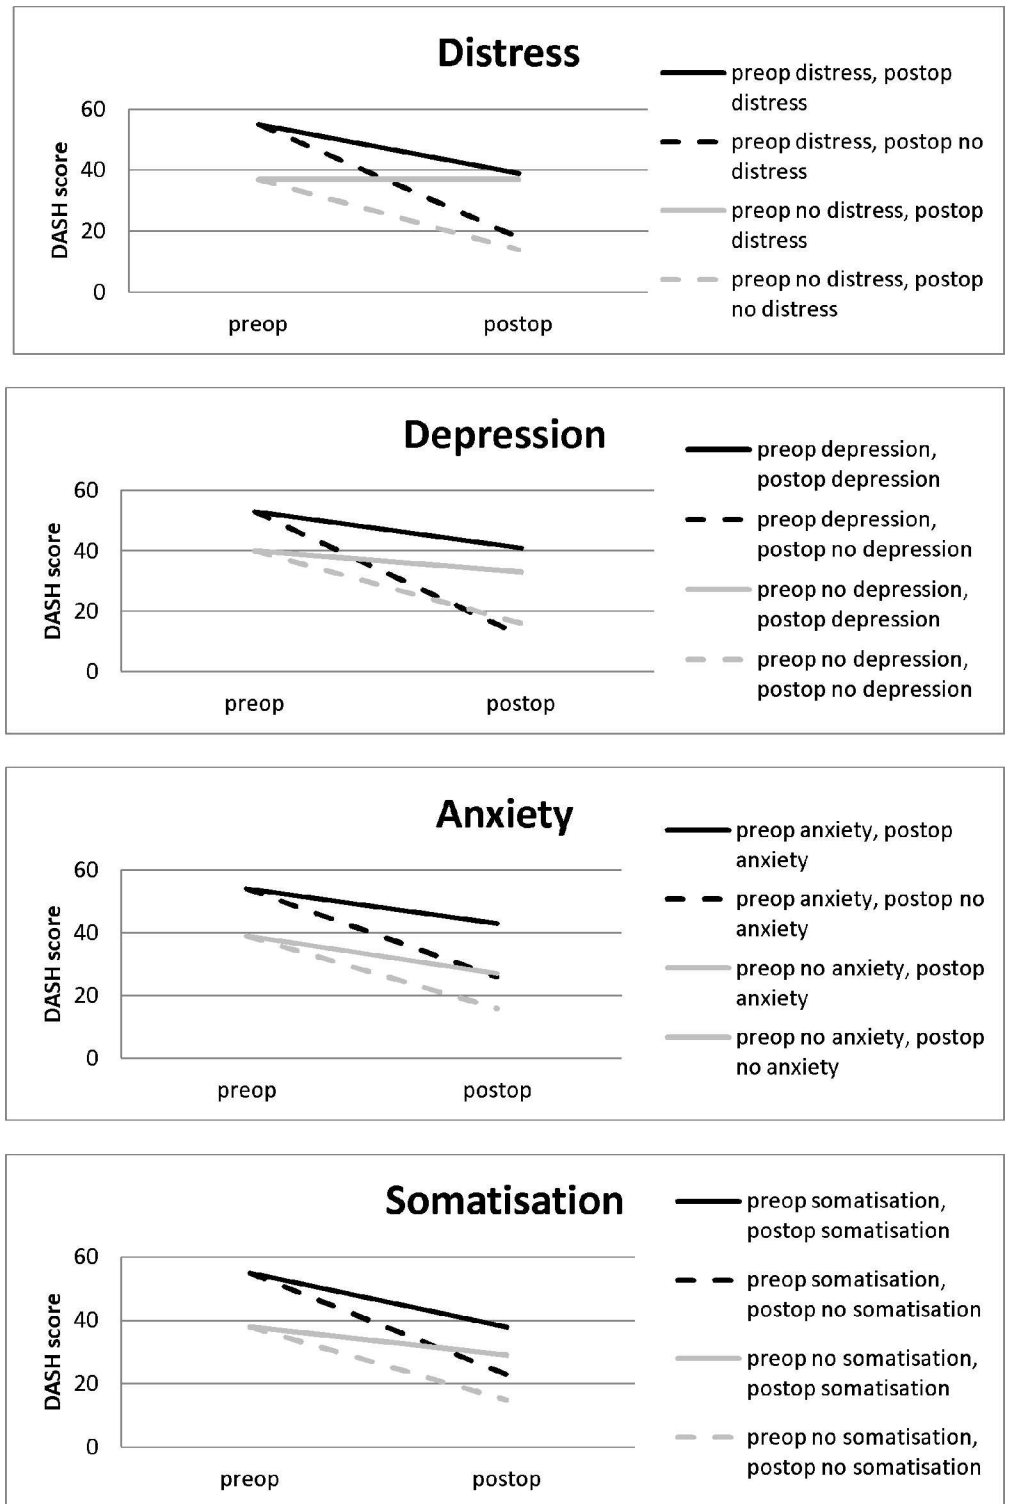 Distress
preop distress, postop
distress
preop distress, postop no
distress
preop no distress, postop
distress
preop no distress, postop
no distress
60
40
20
0
DASH score
preop
postop
Depression
preop depression,
postop depression
preop depression,
postop no depression
preop no depression,
postop depression
preop no depression,
postop no depression
60
40
20
0
DASH score
preop
postop
Anxiety
preop anxiety, postop
anxiety
preop anxiety, postop no
anxiety
preop no anxiety, postop
anxiety
preop no anxiety, postop
no anxiety
60
40
20
0
DASH score
preop
postop
Somatisation
preop somatisation,
postop somatisation
preop somatisation,
postop no somatisation
preop no somatisation,
postop somatisation
preop no somatisation,
postop no somatisation
60
40
20
0
DASH score
preop
postop